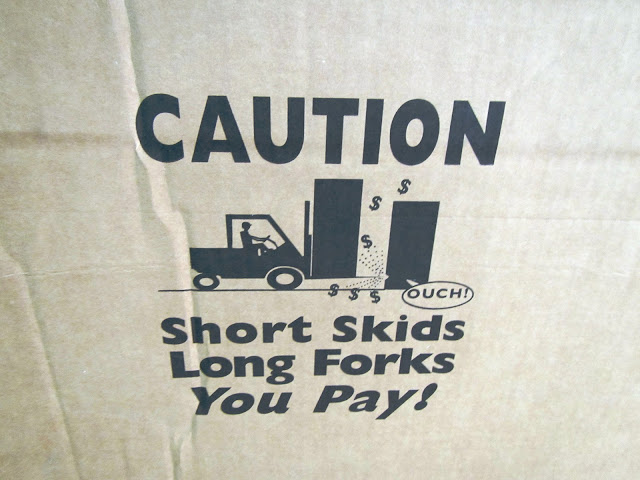 CAUTION
$
$
$
$ $ $ $
OUCH!
Short Skids
Long Forks
You Pay!